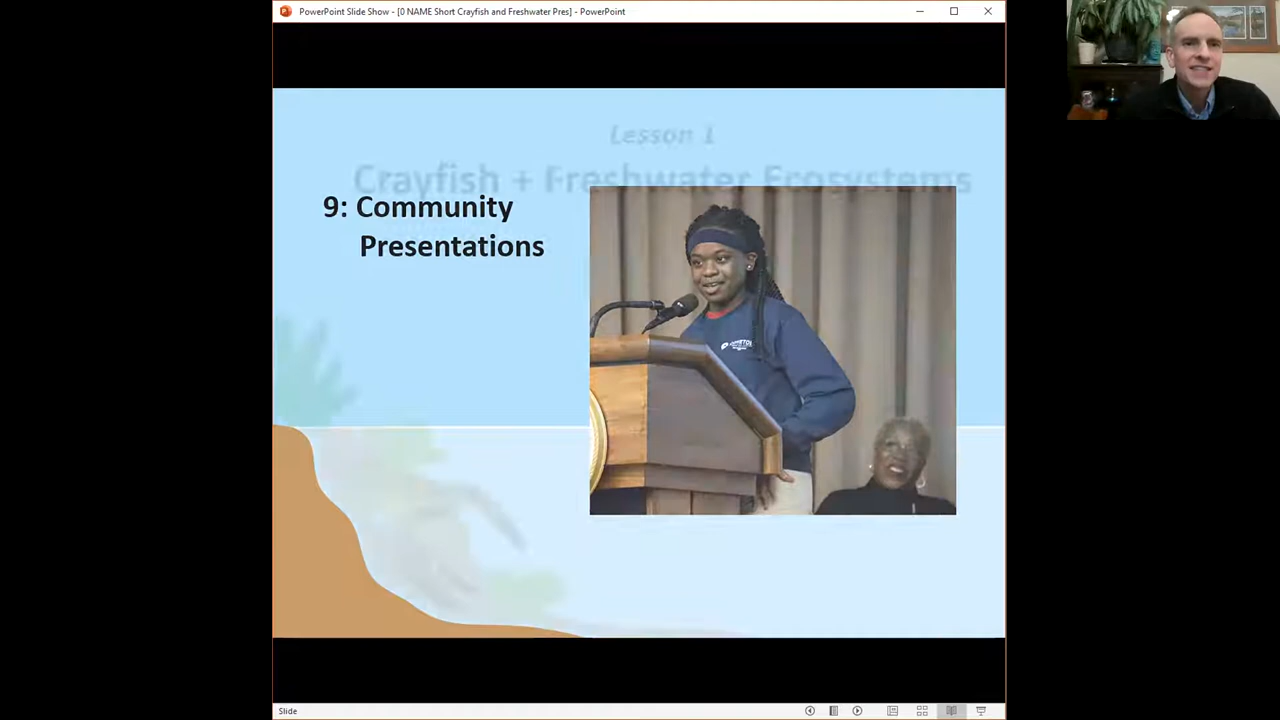 PowerPoint Slide Show - [0 NAME Short Crayfish and Freshwater Pres] - PowerPoint
Lesson 1
Crayfish + Freshwater Ecosystems
9: Community
Presentations
Slide